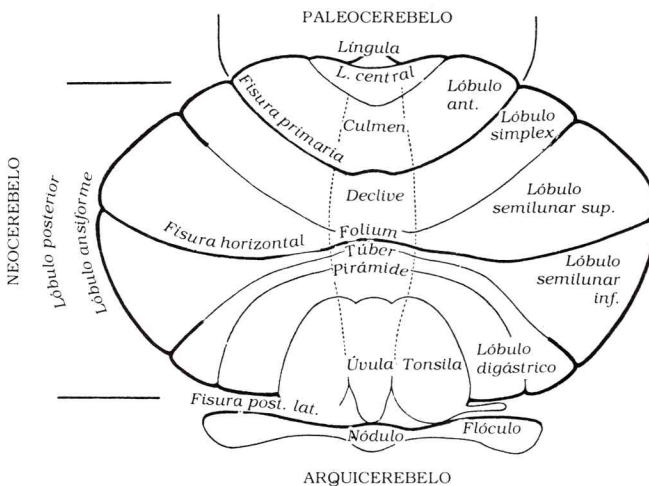 PALEOCEREBELO
Língula
L. central
Lóbulo
ant.
Fisura primaria
Culmen
Lóbulo
simplex
Declive
Lóbulo
semilunar sup.
NEOCEREBELO
Lóbulo posterior
Lóbulo ansiforme
Fisura horizontal
Folium
Túber
Pirámide
Lóbulo
semilunar
inf.
Úvula
Tonsila
Lóbulo
digástrico
Fisura post. lat.
Nódulo
Flóculo
ARQUICEREBELO